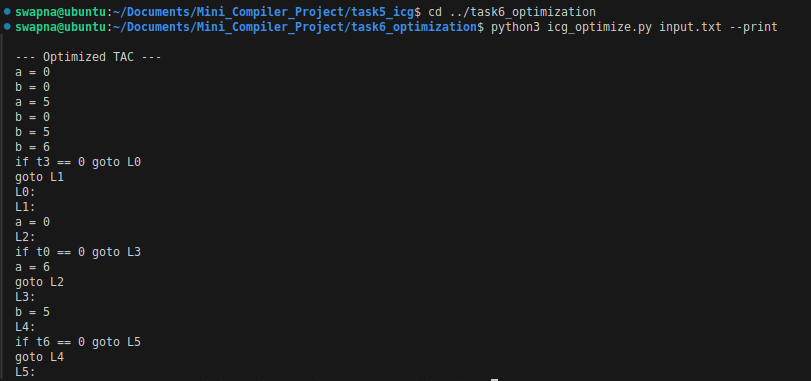 swapna@ubuntu:~/Documents/Mini_Compiler_Project/task5_icg$ cd ../task6_optimization
swapna@ubuntu:~/Documents/Mini_Compiler_Project/task6_optimization$ python3 icg_optimize.py input.txt --print
--- Optimized TAC ---
a = 0
b = 0
a = 5
b = 0
b = 5
b = 6
if t3 == 0 goto L0
goto L1
L0:
L1:
a = 0
L2:
if t0 == 0 goto L3
a = 6
goto L2
L3:
b = 5
L4:
if t6 == 0 goto L5
goto L4
L5: